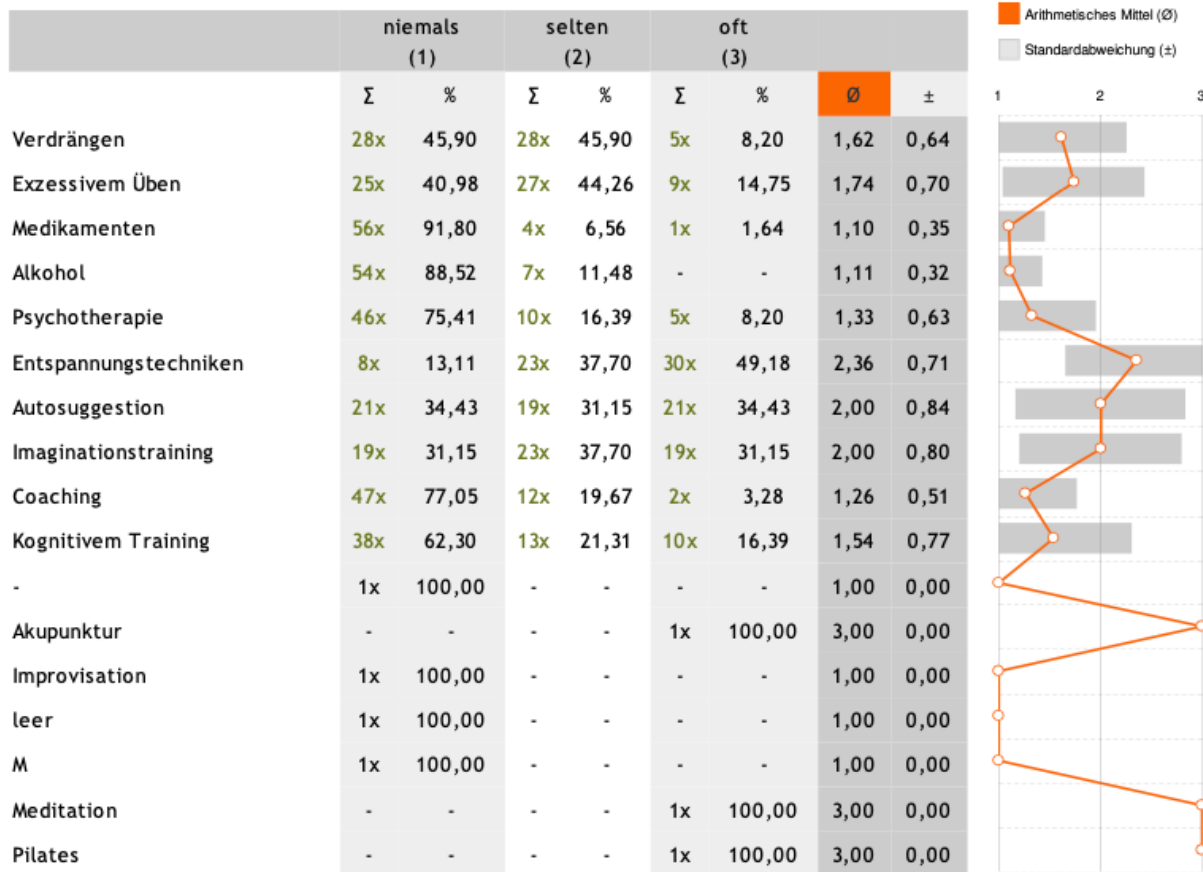 niemals selten oft
(1) (2) (3)
Arithmetisches Mittel (Ø)
Standardabweichung (±)
Σ % Σ % Σ % Ø ± 1 2 3
Verdrängen 28x 45,90 28x 45,90 5x 8,20 1,62 0,64
Exzessivem Üben 25x 40,98 27x 44,26 9x 14,75 1,74 0,70
Medikamenten 56x 91,80 4x 6,56 1x 1,64 1,10 0,35
Alkohol 54x 88,52 7x 11,48 - - 1,11 0,32
Psychotherapie 46x 75,41 10x 16,39 5x 8,20 1,33 0,63
Entspannungstechniken 8x 13,11 23x 37,70 30x 49,18 2,36 0,71
Autosuggestion 21x 34,43 19x 31,15 21x 34,43 2,00 0,84
Imaginationstraining 19x 31,15 23x 37,70 19x 31,15 2,00 0,80
Coaching 47x 77,05 12x 19,67 2x 3,28 1,26 0,51
Kognitivem Training 38x 62,30 13x 21,31 10x 16,39 1,54 0,77
- 1x 100,00 - - - - 1,00 0,00
Akupunktur - - - - 1x 100,00 3,00 0,00
Improvisation 1x 100,00 - - - - 1,00 0,00
leer 1x 100,00 - - - - 1,00 0,00
M 1x 100,00 - - - - 1,00 0,00
Meditation - - - - 1x 100,00 3,00 0,00
Pilates - - - - 1x 100,00 3,00 0,00